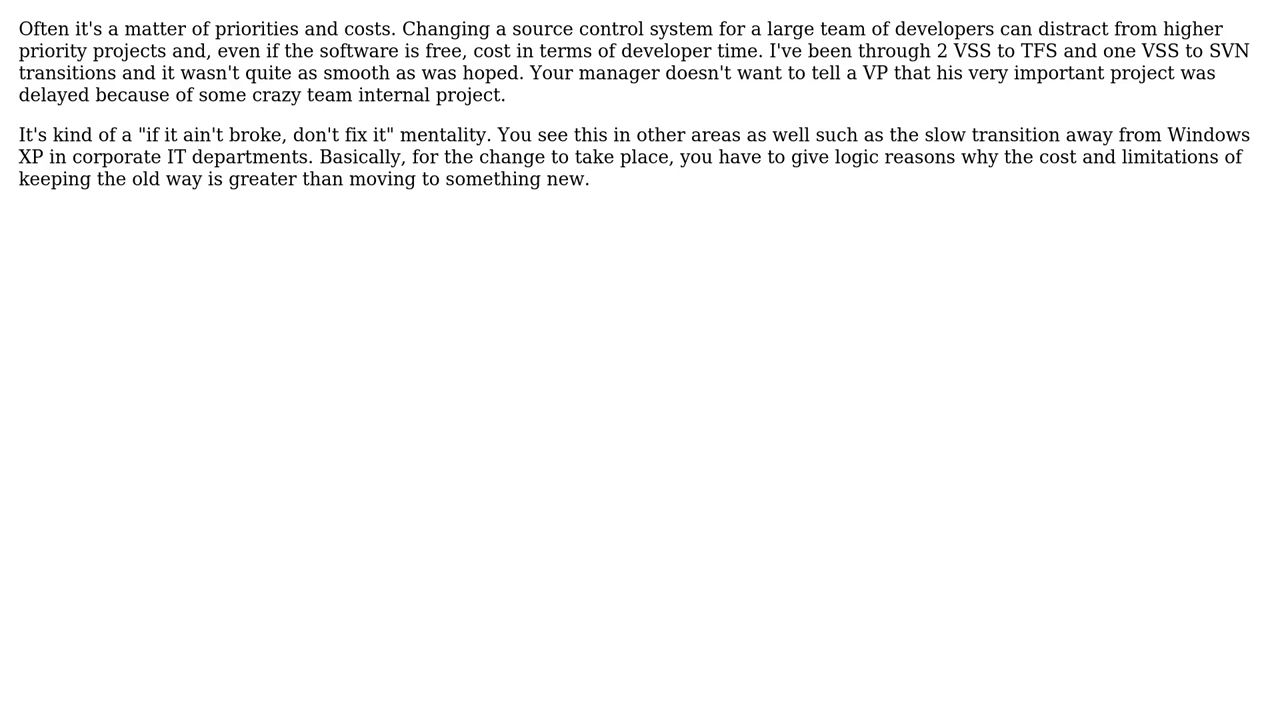 Often it's a matter of priorities and costs. Changing a source control system for a large team of developers can distract from higher
priority projects and, even if the software is free, cost in terms of developer time. I've been through 2 VSS to TFS and one VSS to SVN
transitions and it wasn't quite as smooth as was hoped. Your manager doesn't want to tell a VP that his very important project was
delayed because of some crazy team internal project.
It's kind of a "if it ain't broke, don't fix it" mentality. You see this in other areas as well such as the slow transition away from Windows
XP in corporate IT departments. Basically, for the change to take place, you have to give logic reasons why the cost and limitations of
keeping the old way is greater than moving to something new.